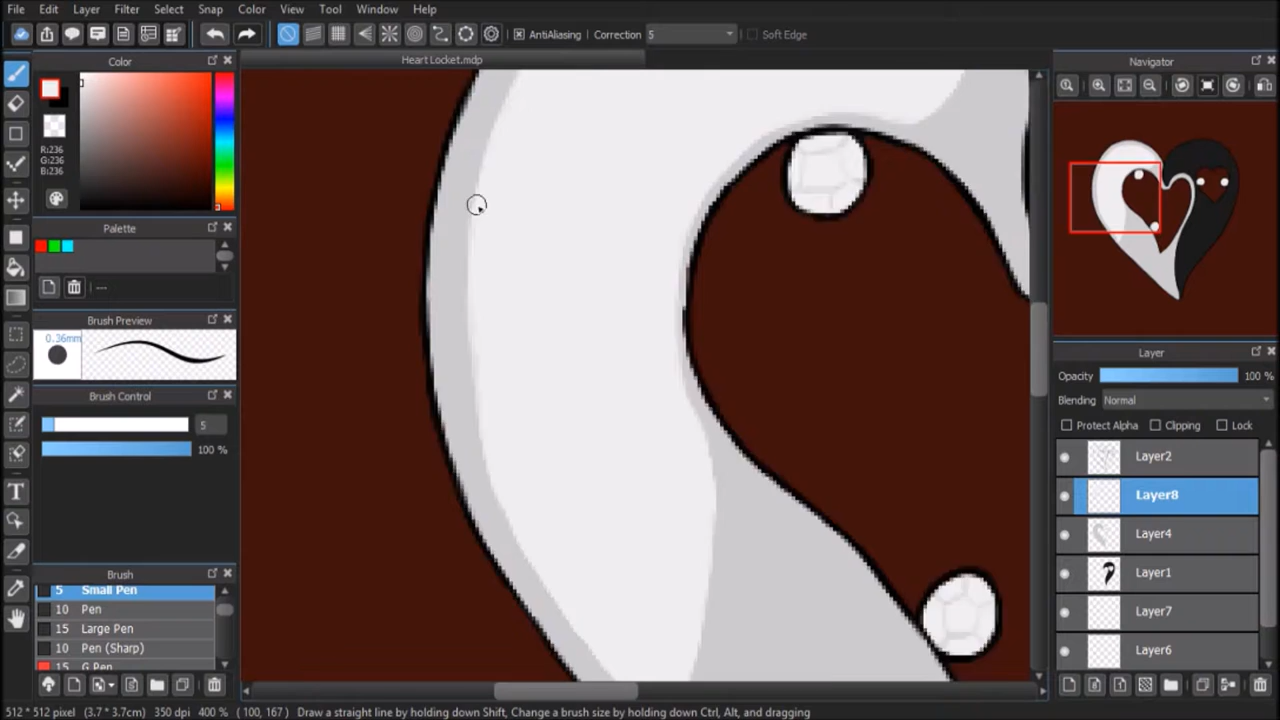 File Edit Layer Filter Select Snap Color View Tool Window Help
AntiAliasing Correction 5 Soft Edge
Color
Heart Locket.mdp
Navigator
R:236
G:236
B:236
Palette
---
Brush Preview
0.36mm
Brush Control
5
100 %
Brush
5 Small Pen
10 Pen
15 Large Pen
10 Pen (Sharp)
15 G Pen
T
Layer
Opacity 100 %
Blending Normal
Protect Alpha Clipping Lock
Layer2
Layer8
Layer4
Layer1
Layer7
Layer6
512 * 512 pixel (3.7 * 3.7cm) 350 dpi 400 % ( 100, 167) Draw a straight line by holding down Shift, Change a brush size by holding down Ctrl, Alt, and dragging